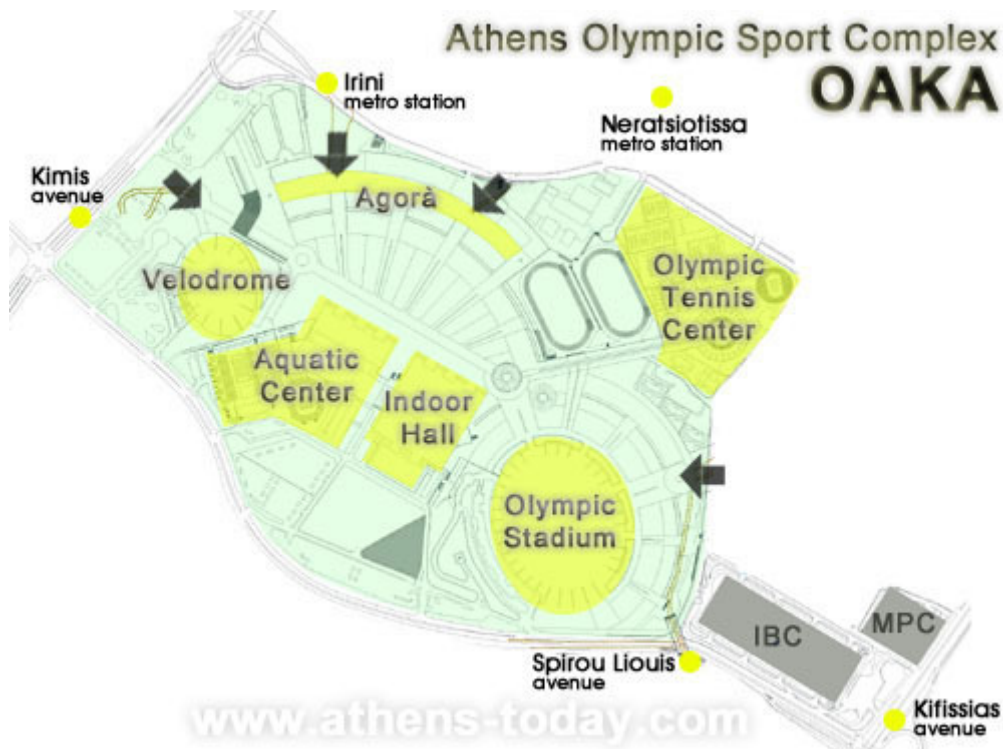 Athens Olympic Sport Complex
OAKA
Irini
metro station
Neratsiotissa
metro station
Kimis
avenue
Agorà
Velodrome
Olympic
Tennis
Center
Aquatic
Center
Indoor
Hall
Olympic
Stadium
IBC
MPC
Spirou Liouis
avenue
Kifissias
avenue
www.athens-today.com